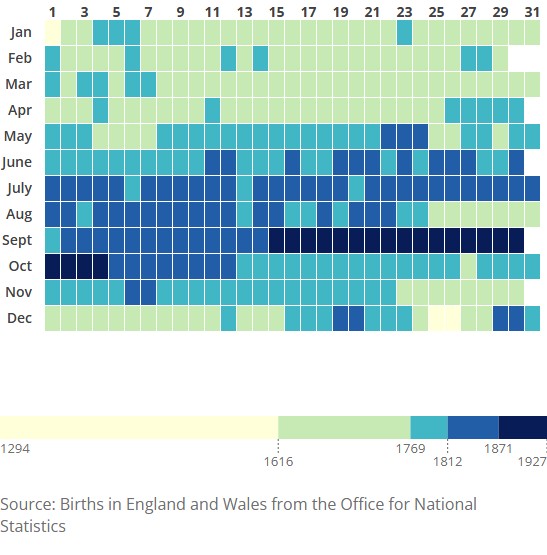 1 3 5 7 9 11 13 15 17 19 21 23 25 27 29 31
Jan
Feb
Mar
Apr
May
June
July
Aug
Sept
Oct
Nov
Dec
1294 1769 1871
1616 1812 1927
Source: Births in England and Wales from the Office for National
Statistics